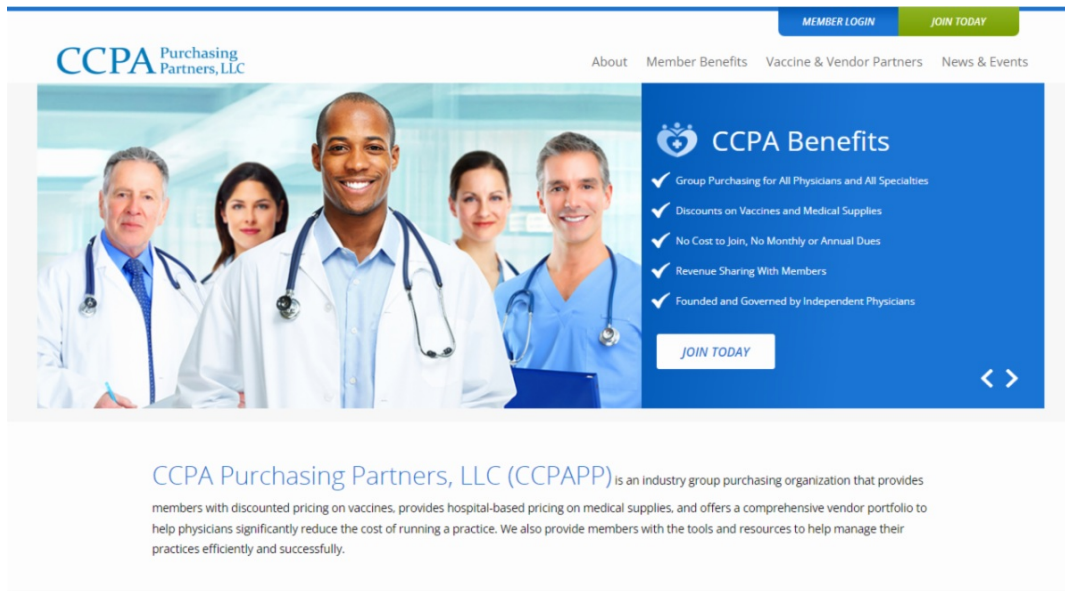 MEMBER LOGIN
JOIN TODAY
CCPA Purchasing Partners, LLC
About Member Benefits Vaccine & Vendor Partners News & Events
CCPA Benefits
Group Purchasing for All Physicians and All Specialties
Discounts on Vaccines and Medical Supplies
No Cost to Join, No Monthly or Annual Dues
Revenue Sharing With Members
Founded and Governed by Independent Physicians
JOIN TODAY
CCPA Purchasing Partners, LLC (CCPAPP) is an industry group purchasing organization that provides
members with discounted pricing on vaccines, provides hospital-based pricing on medical supplies, and offers a comprehensive vendor portfolio to
help physicians significantly reduce the cost of running a practice. We also provide members with the tools and resources to help manage their
practices efficiently and successfully.